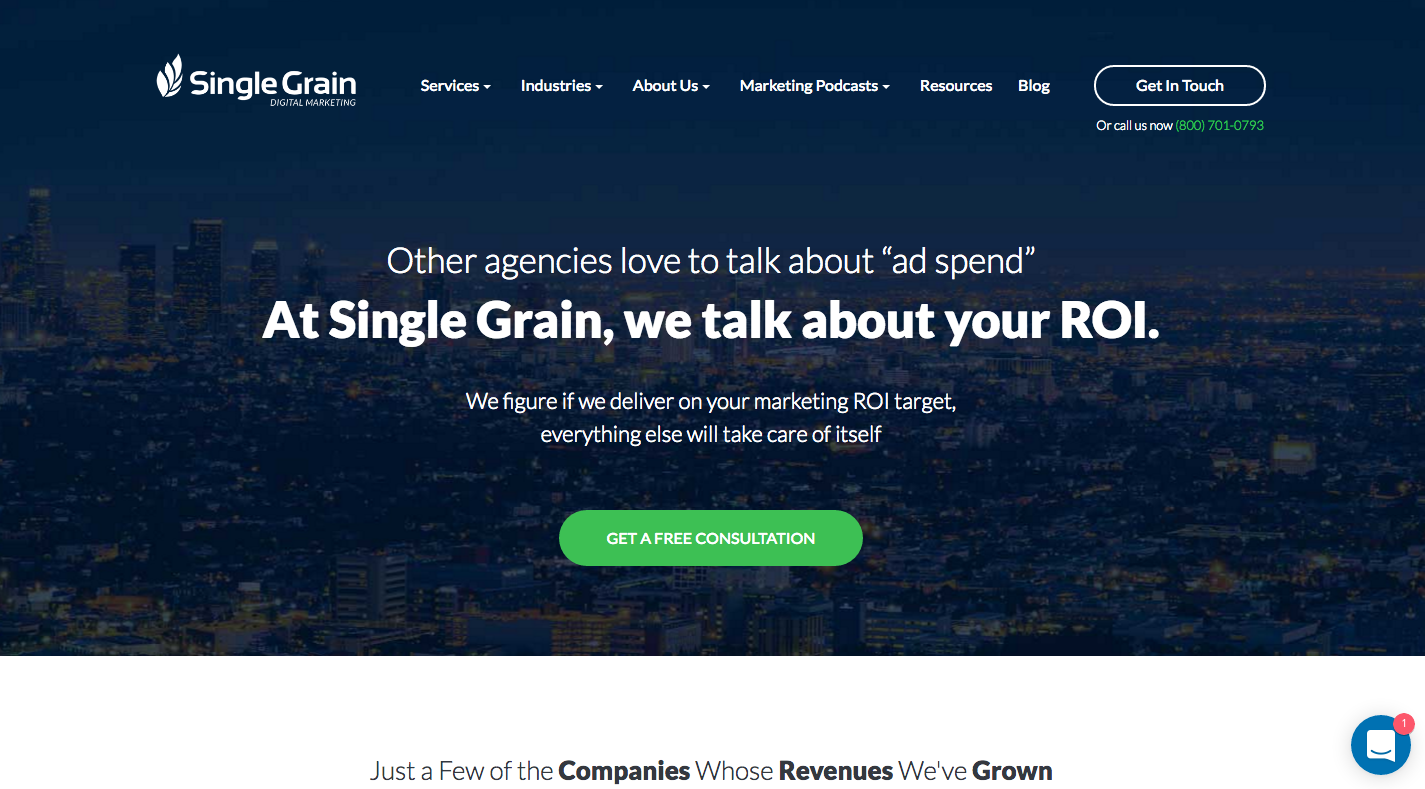 Single Grain
DIGITAL MARKETING
Services
Industries
About Us
Marketing Podcasts
Resources
Blog
Get In Touch
Or call us now (800) 701-0793
Other agencies love to talk about “ad spend”
At Single Grain, we talk about your ROI.
We figure if we deliver on your marketing ROI target,
everything else will take care of itself
GET A FREE CONSULTATION
1
Just a Few of the Companies Whose Revenues We've Grown